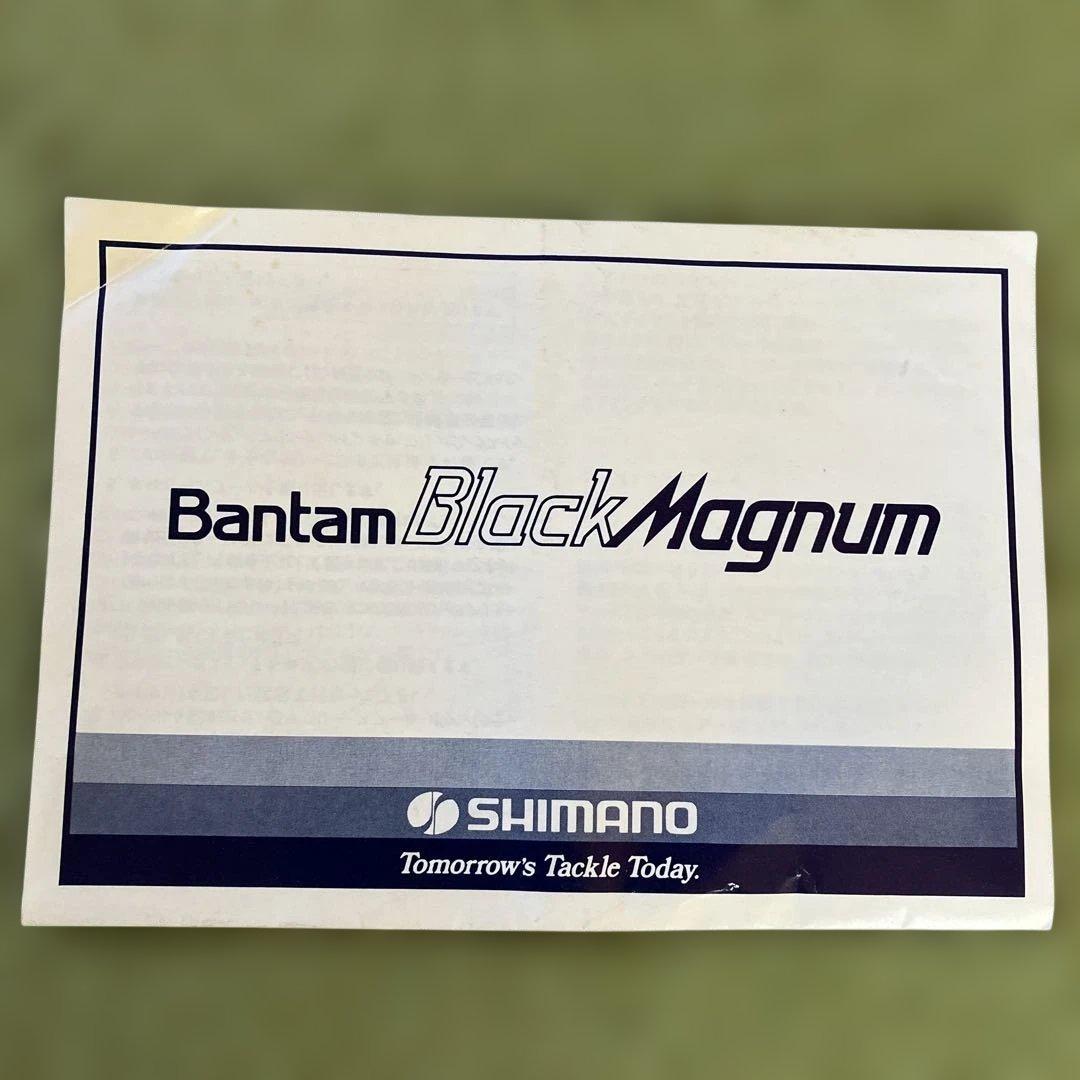 Bantam Black Magnum
SHIMANO
Tomorrow's Tackle Today.